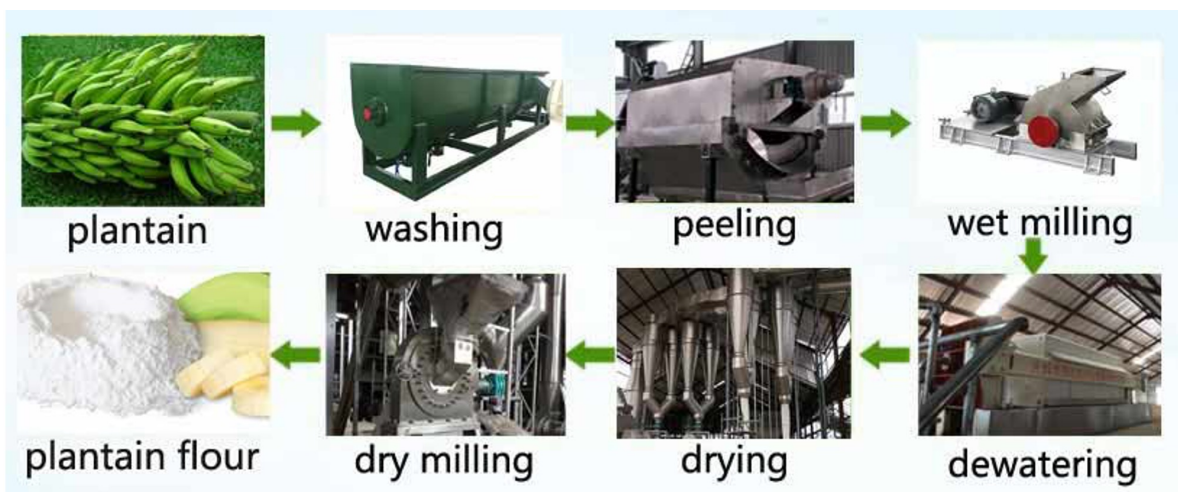 plantain
washing
peeling
wet milling
plantain flour
dry milling
drying
dewatering